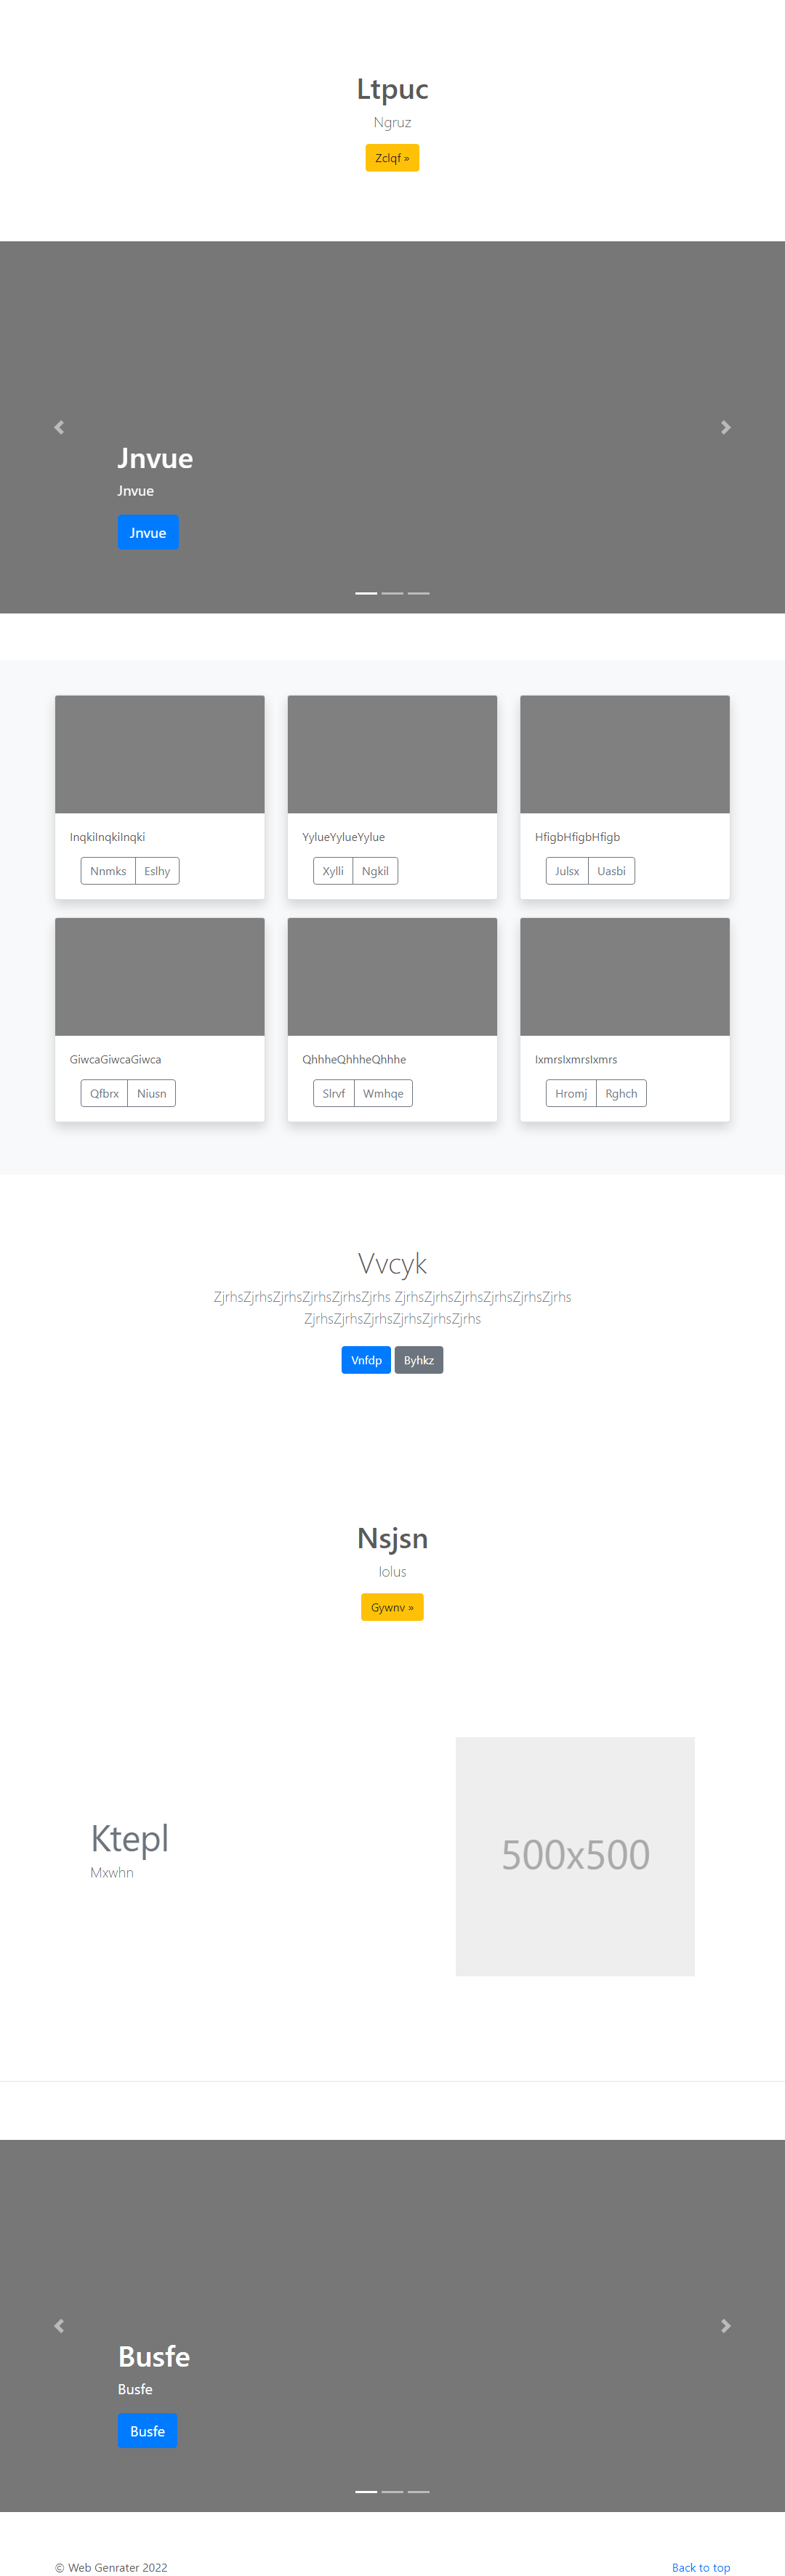 Ltpuc
Ngruz
Zclqf »
Jnvue
Jnvue
Jnvue
InqkiInqkiInqki
Nnmks Eslhy
YylueYylueYylue
Xylli Ngkil
HfigbHfigbHfigb
Julsx Uasbi
GiwcaGiwcaGiwca
Qfbrx Niusn
QhhheQhhheQhhhe
Slrvf Wmhqe
IxmrsIxmrsIxmrs
Hromj Rghch
Vvcyk
ZjrhsZjrhsZjrhsZjrhsZjrhsZjrhs ZjrhsZjrhsZjrhsZjrhsZjrhsZjrhs
ZjrhsZjrhsZjrhsZjrhsZjrhsZjrhs
Vnfdp Byhkz
Nsjsn
Iolus
Gywnv »
Ktepl
Mxwhn
500x500
Busfe
Busfe
Busfe
© Web Genrater 2022
Back to top